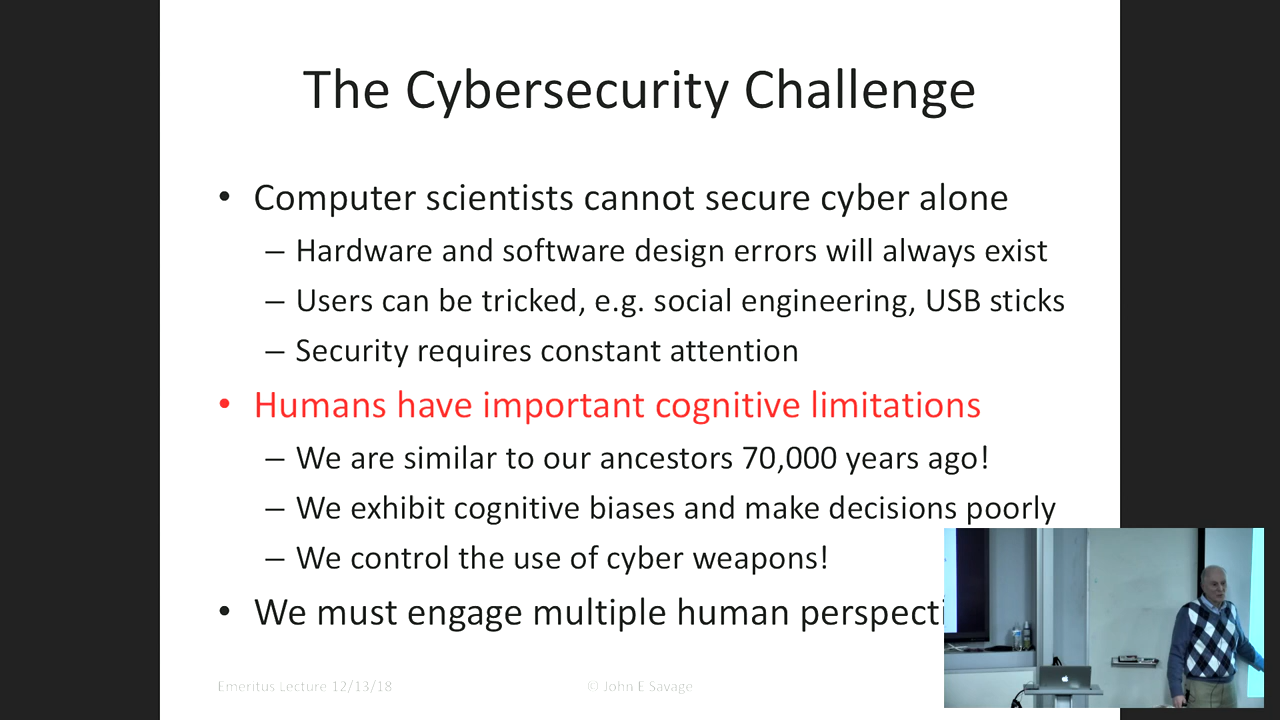 The Cybersecurity Challenge
• Computer scientists cannot secure cyber alone
– Hardware and software design errors will always exist
– Users can be tricked, e.g. social engineering, USB sticks
– Security requires constant attention
• Humans have important cognitive limitations
– We are similar to our ancestors 70,000 years ago!
– We exhibit cognitive biases and make decisions poorly
– We control the use of cyber weapons!
• We must engage multiple human perspecti
Emeritus Lecture 12/13/18
© John E Savage